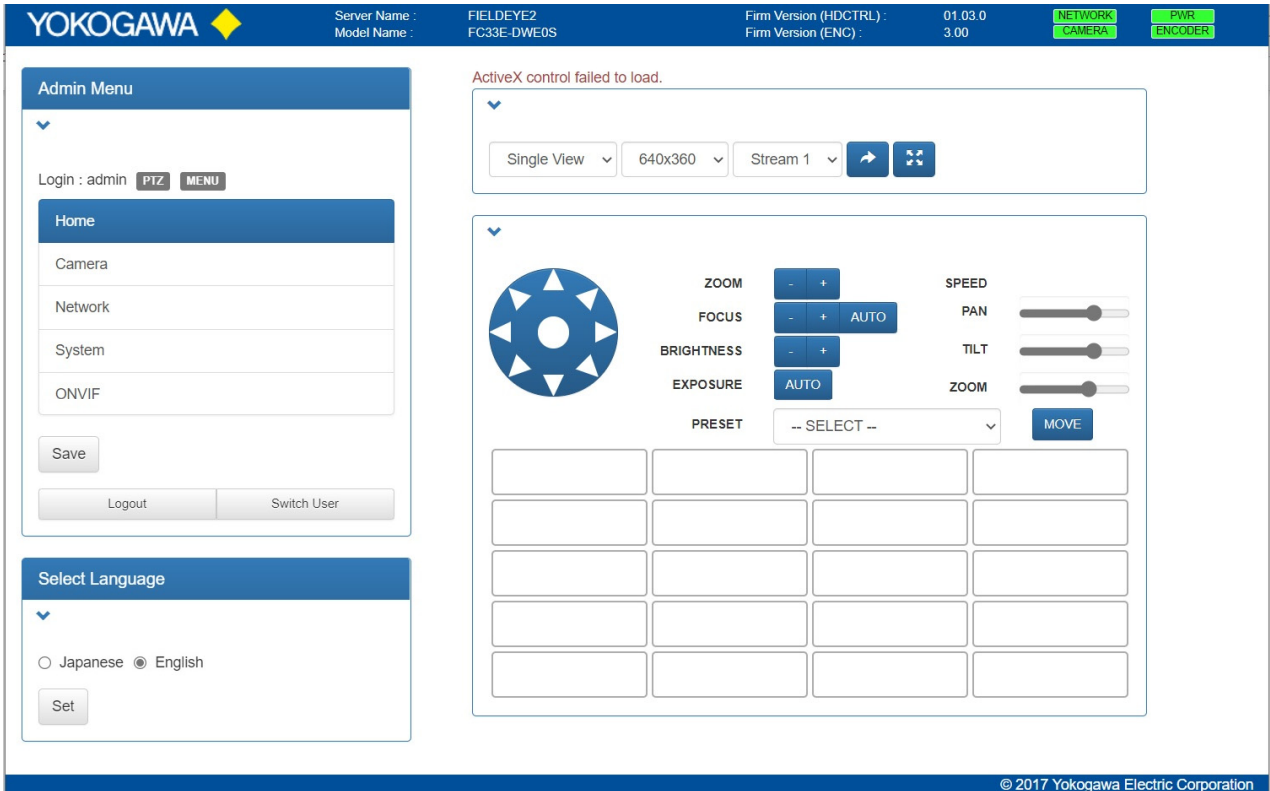 YOKOGAWA
Server Name : FIELDEYE2 Firm Version (HDCTRL) : 01.03.0 NETWORK PWR
Model Name : FC33E-DWE0S Firm Version (ENC) : 3.00 CAMERA ENCODER
Admin Menu
Login : admin PTZ MENU
Home
Camera
Network
System
ONVIF
Save
Logout Switch User
Select Language
Japanese English
Set
ActiveX control failed to load.
Single View 640x360 Stream 1
ZOOM - + SPEED
FOCUS - + AUTO PAN
BRIGHTNESS - + TILT
EXPOSURE AUTO ZOOM
PRESET -- SELECT -- MOVE
© 2017 Yokogawa Electric Corporation